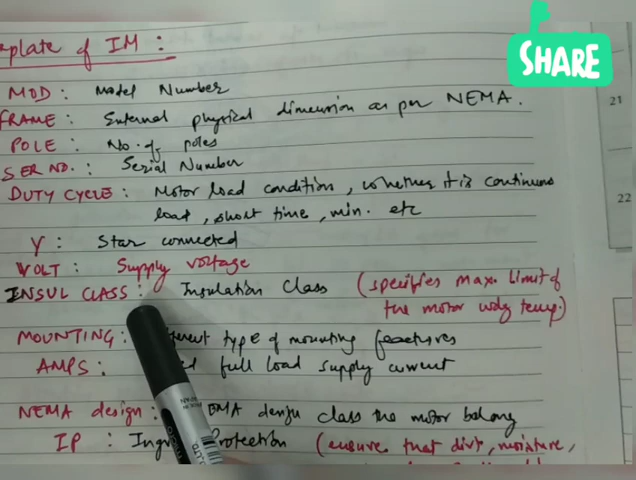 SHARE
plate of IM :
MOD : Model Number
FRAME : External physical dimension as per NEMA.
POLE : No. of poles
SER NO. : Serial Number
DUTY CYCLE : Motor load condition, whether it is continuous
load, short time, min. etc
Y : Star connected
VOLT : Supply voltage
INSUL CLASS : Insulation Class (specifies max. limit of
the motor wdg temp.)
MOUNTING : type of mounting features
AMPS : full load supply current
NEMA design : design class the motor belong
IP : Protection (ensure that dirt, moisture,
21
22